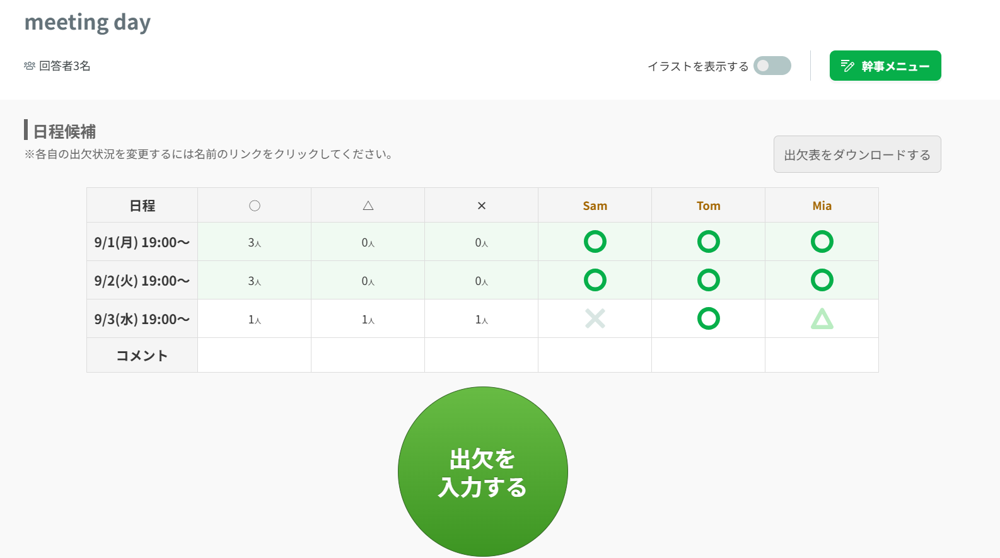 meeting day
回答者3名
イラストを表示する
幹事メニュー
日程候補
※各自の出欠状況を変更するには名前のリンクをクリックしてください。
出欠表をダウンロードする
日程 ○ △ × Sam Tom Mia
9/1(月) 19:00〜 3人 0人 0人
9/2(火) 19:00〜 3人 0人 0人
9/3(水) 19:00〜 1人 1人 1人
コメント
出欠を
入力する